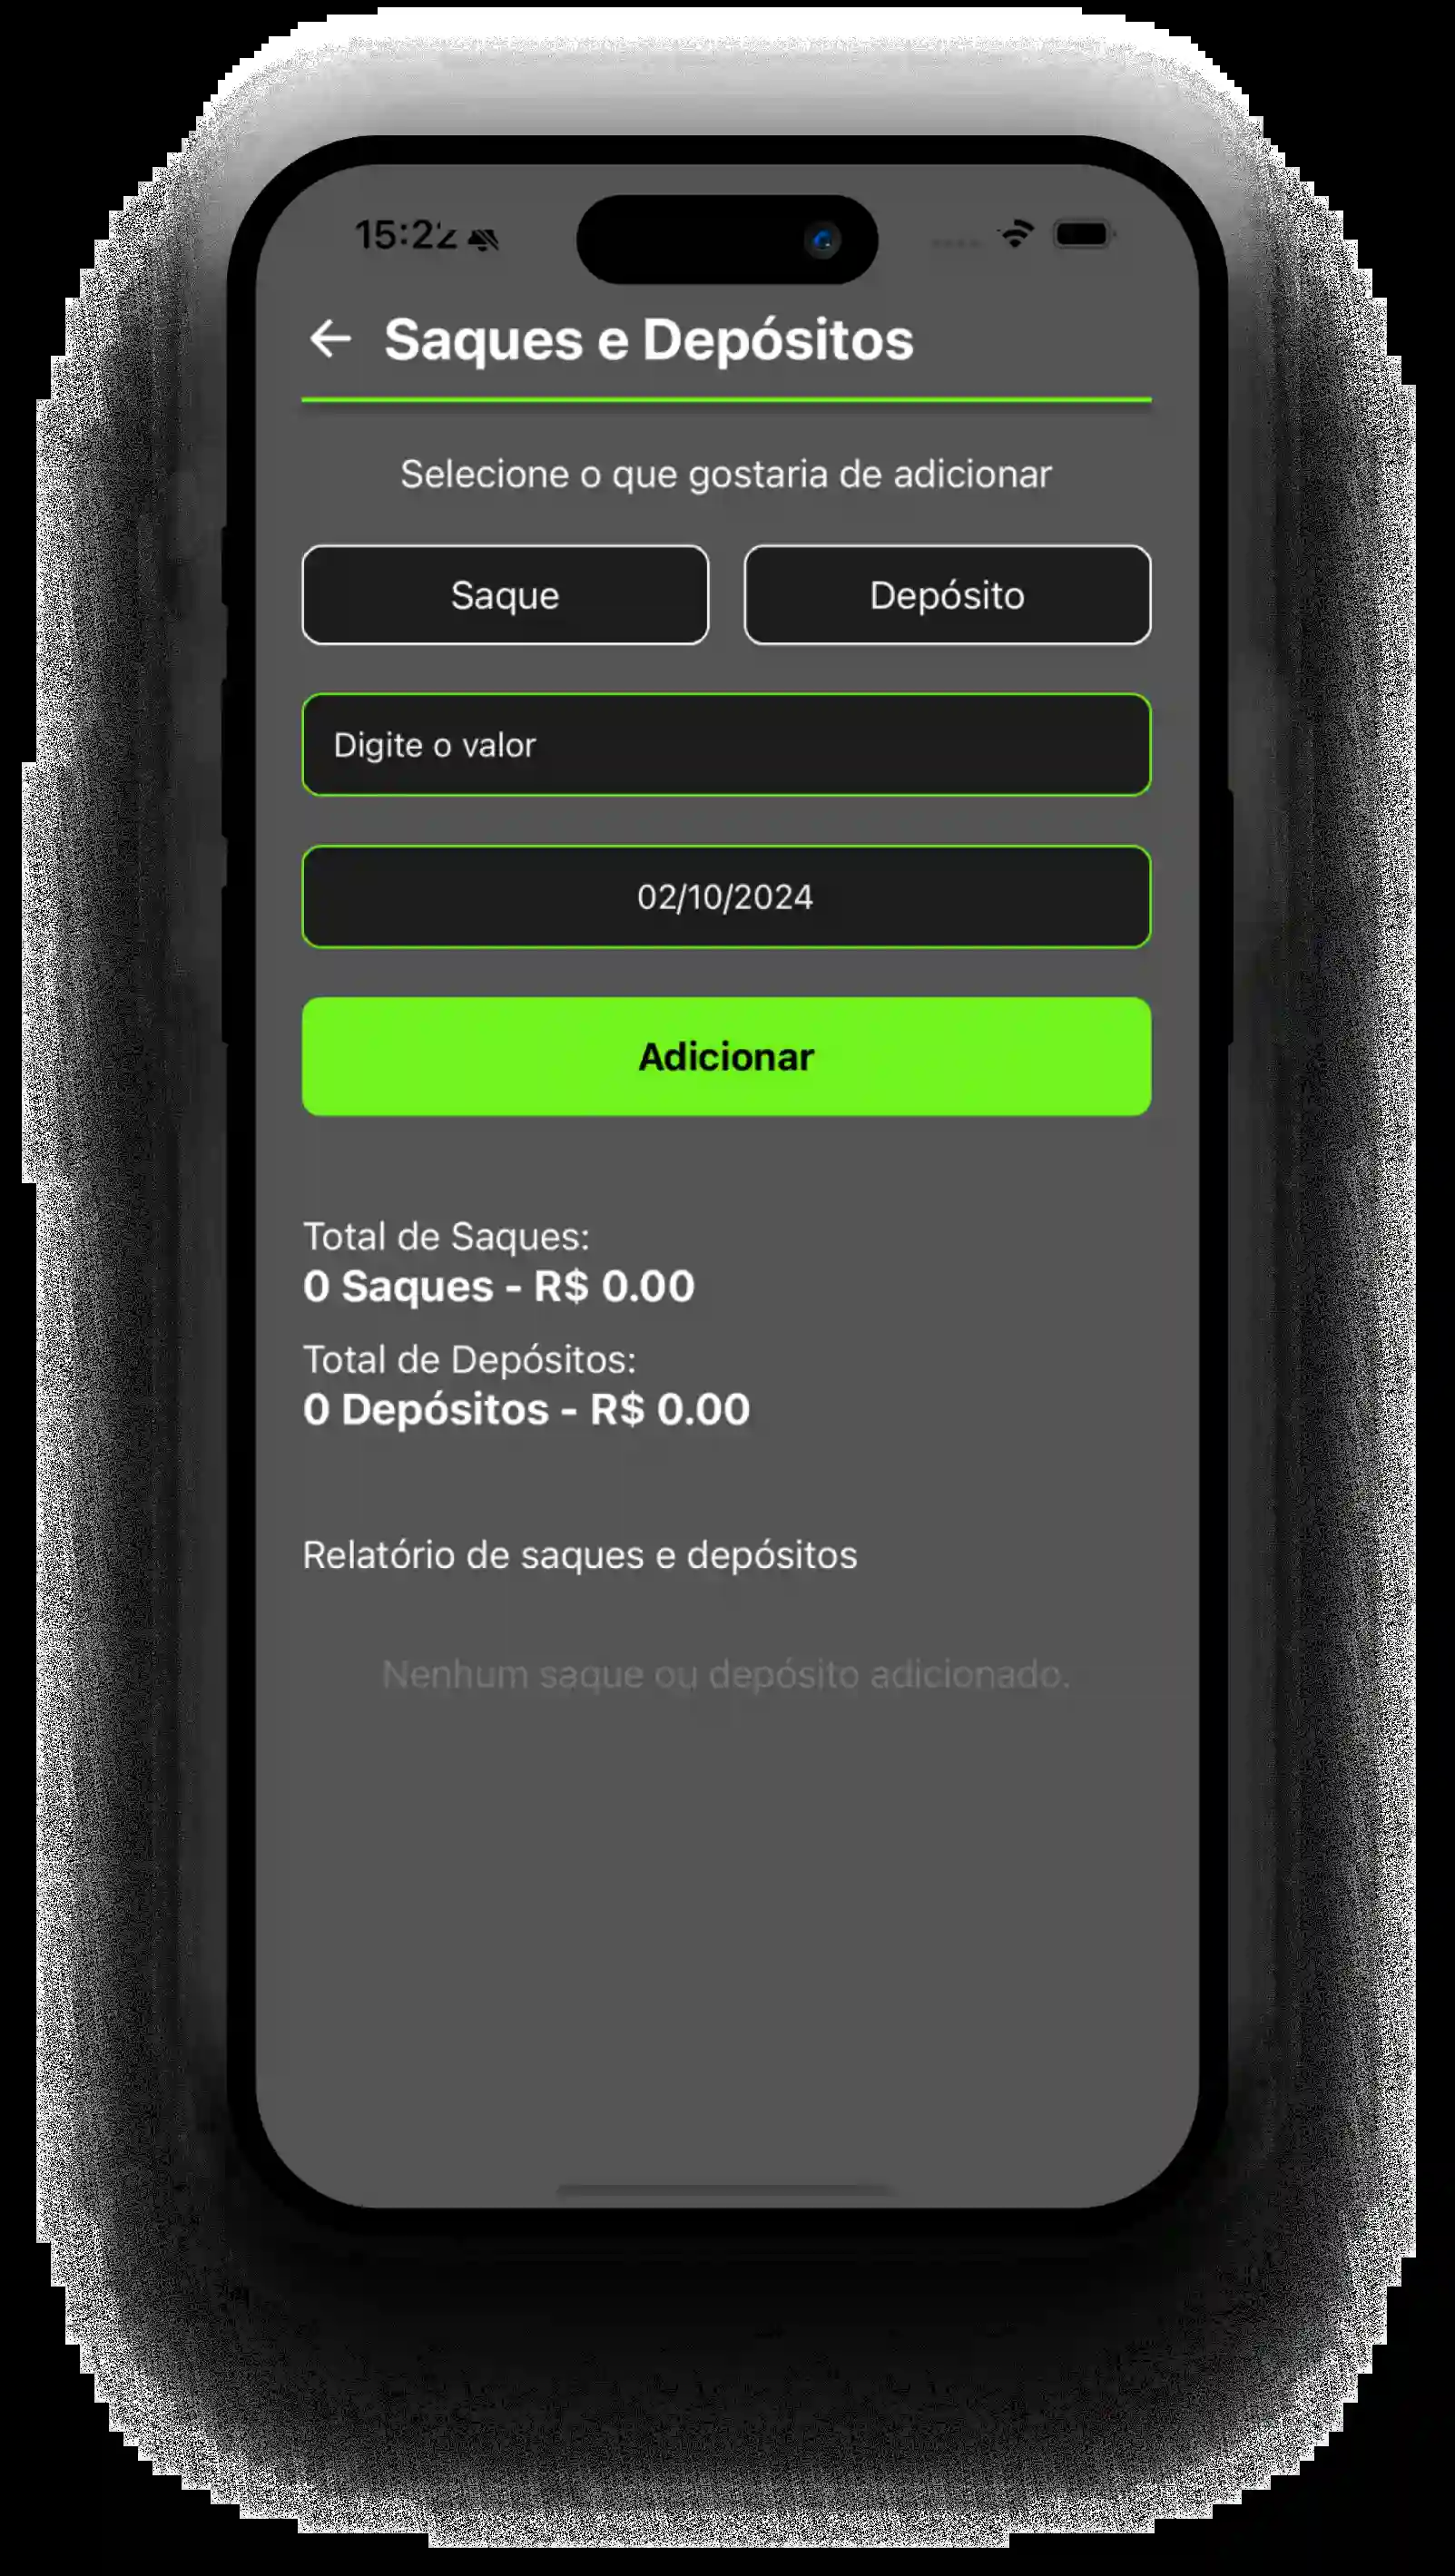 15:22
Saques e Depósitos
Selecione o que gostaria de adicionar
Saque
Depósito
Digite o valor
02/10/2024
Adicionar
Total de Saques:
0 Saques - R$ 0.00
Total de Depósitos:
0 Depósitos - R$ 0.00
Relatório de saques e depósitos
Nenhum saque ou depósito adicionado.